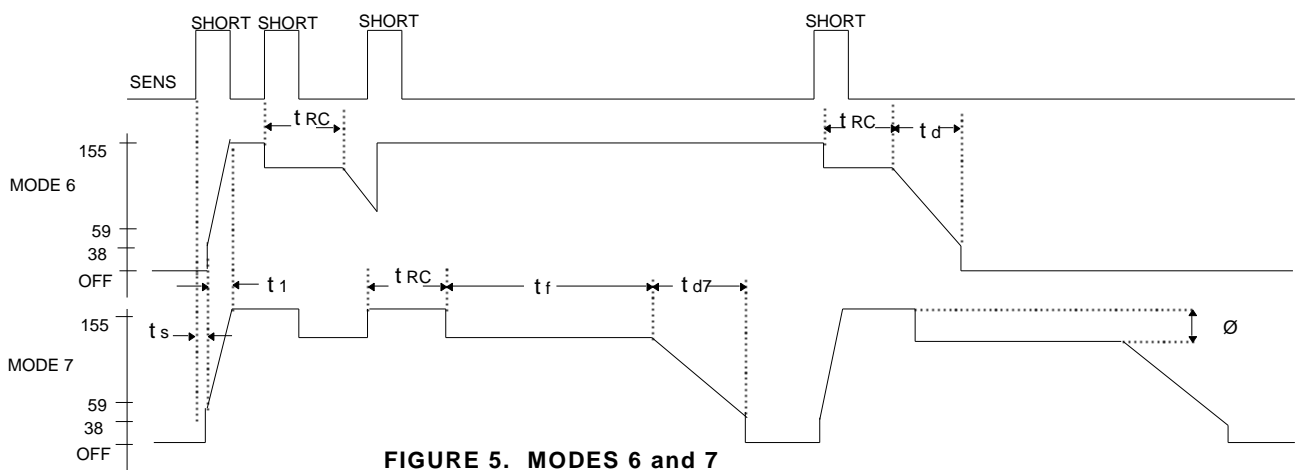 SHORT SHORT SHORT SHORT
SENS
t RC t RC t d
155
MODE 6
59
38
OFF
t 1 t RC t f t d7
155
t s Ø
MODE 7
59
38
OFF
FIGURE 5. MODES 6 and 7